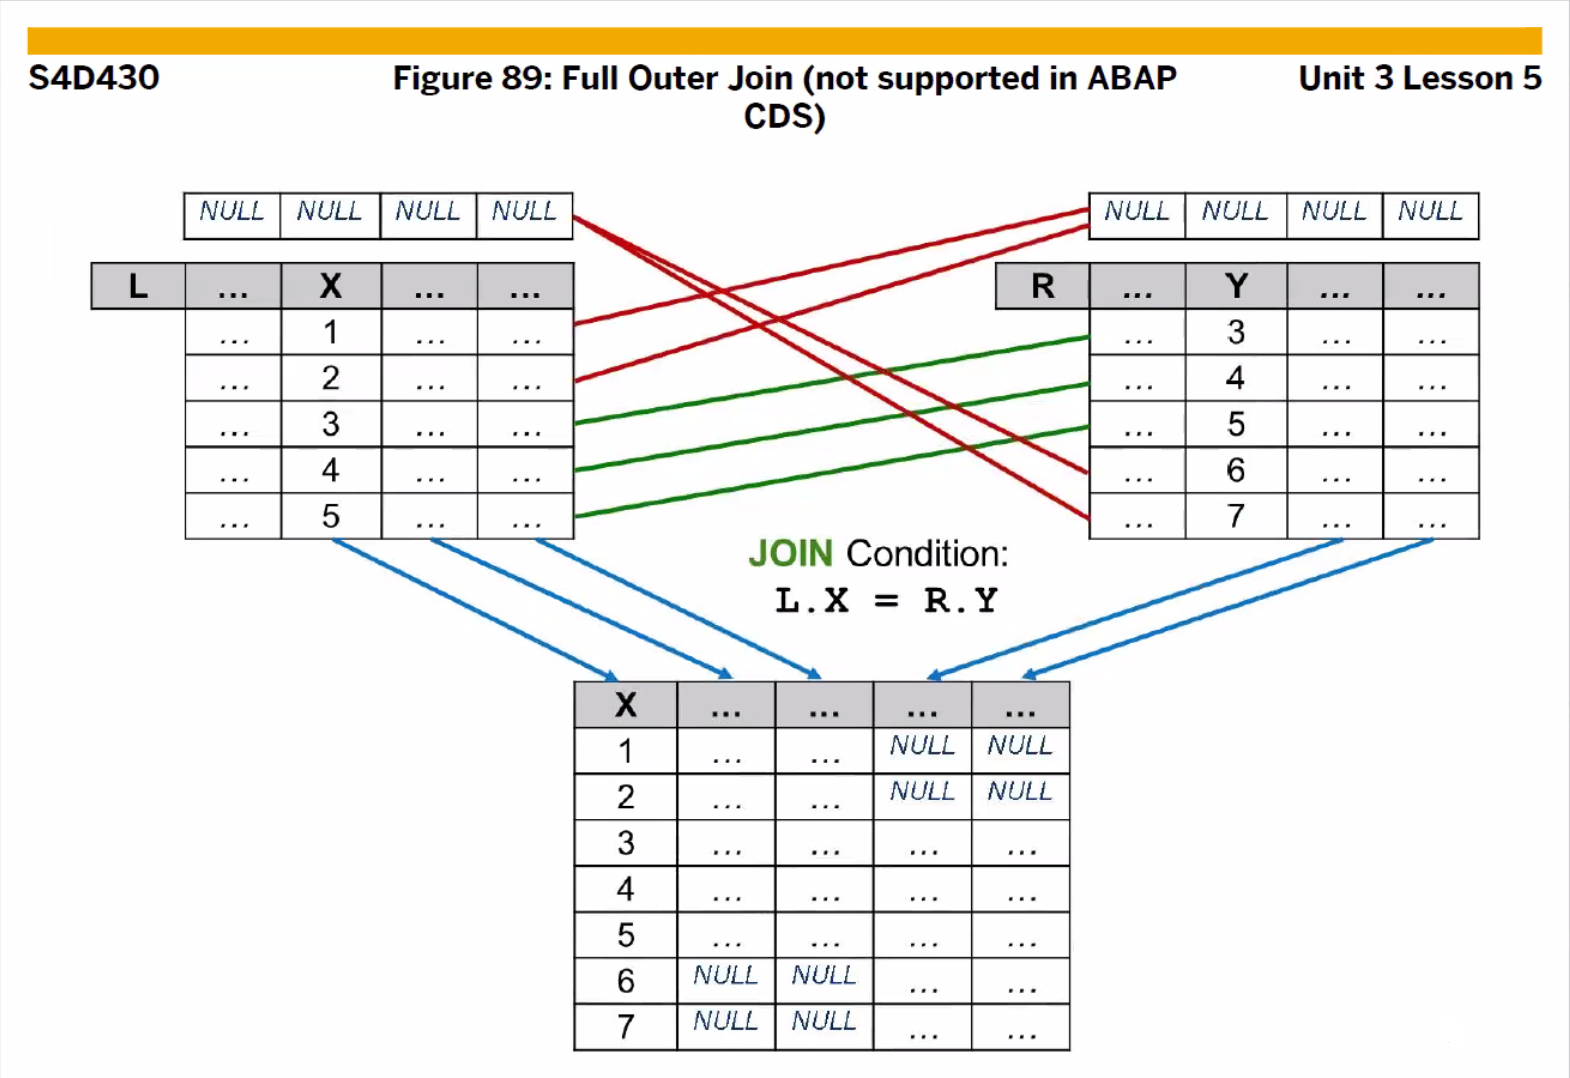 S4D430 Figure 89: Full Outer Join (not supported in ABAP Unit 3 Lesson 5
CDS)
NULL NULL NULL NULL NULL NULL NULL NULL
L ... X ... ... R ... Y ... ...
... 1 ... ... ... 3 ... ...
... 2 ... ... ... 4 ... ...
... 3 ... ... ... 5 ... ...
... 4 ... ... ... 6 ... ...
... 5 ... ... ... 7 ... ...
JOIN Condition:
L.X = R.Y
X ... ... ... ...
1 ... ... NULL NULL
2 ... ... NULL NULL
3 ... ... ... ...
4 ... ... ... ...
5 ... ... ... ...
6 NULL NULL ... ...
7 NULL NULL ... ...